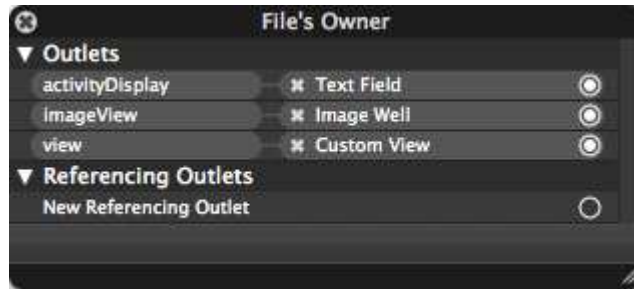 File's Owner
Outlets
activityDisplay Text Field
imageView Image Well
view Custom View
Referencing Outlets
New Referencing Outlet